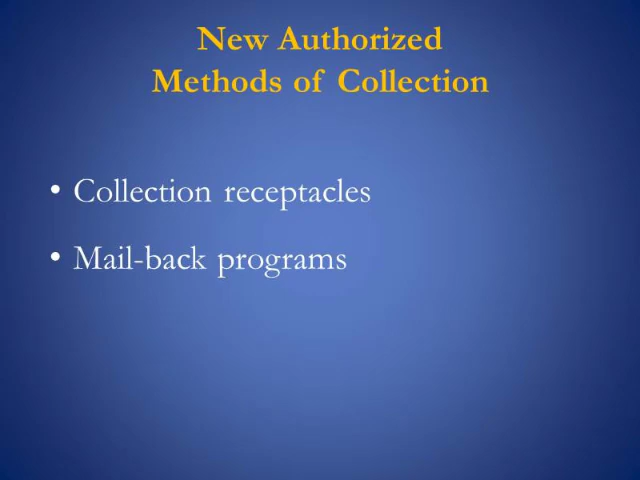 New Authorized
Methods of Collection
• Collection receptacles
• Mail-back programs